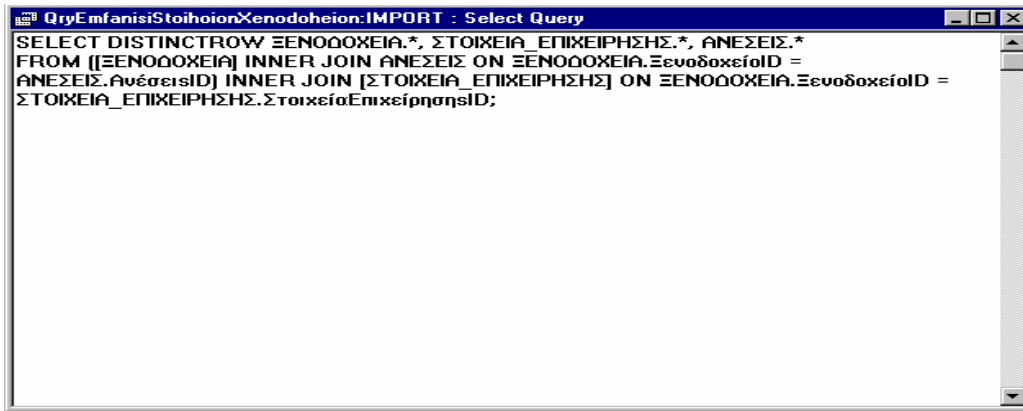 QryEmfanisiStoihoionXenodoheion:IMPORT : Select Query
SELECT DISTINCTROW ΞΕΝΟΔΟΧΕΙΑ.*, ΣΤΟΙΧΕΙΑ_ΕΠΙΧΕΙΡΗΣΗΣ.*, ΑΝΕΣΕΙΣ.*
FROM [[ΞΕΝΟΔΟΧΕΙΑ] INNER JOIN ΑΝΕΣΕΙΣ ON ΞΕΝΟΔΟΧΕΙΑ.ΞενοδοχείοID =
ΑΝΕΣΕΙΣ.ΑνέσειςID] INNER JOIN [ΣΤΟΙΧΕΙΑ_ΕΠΙΧΕΙΡΗΣΗΣ] ON ΞΕΝΟΔΟΧΕΙΑ.ΞενοδοχείοID =
ΣΤΟΙΧΕΙΑ_ΕΠΙΧΕΙΡΗΣΗΣ.ΣτοιχείαΕπιχείρησηςID;